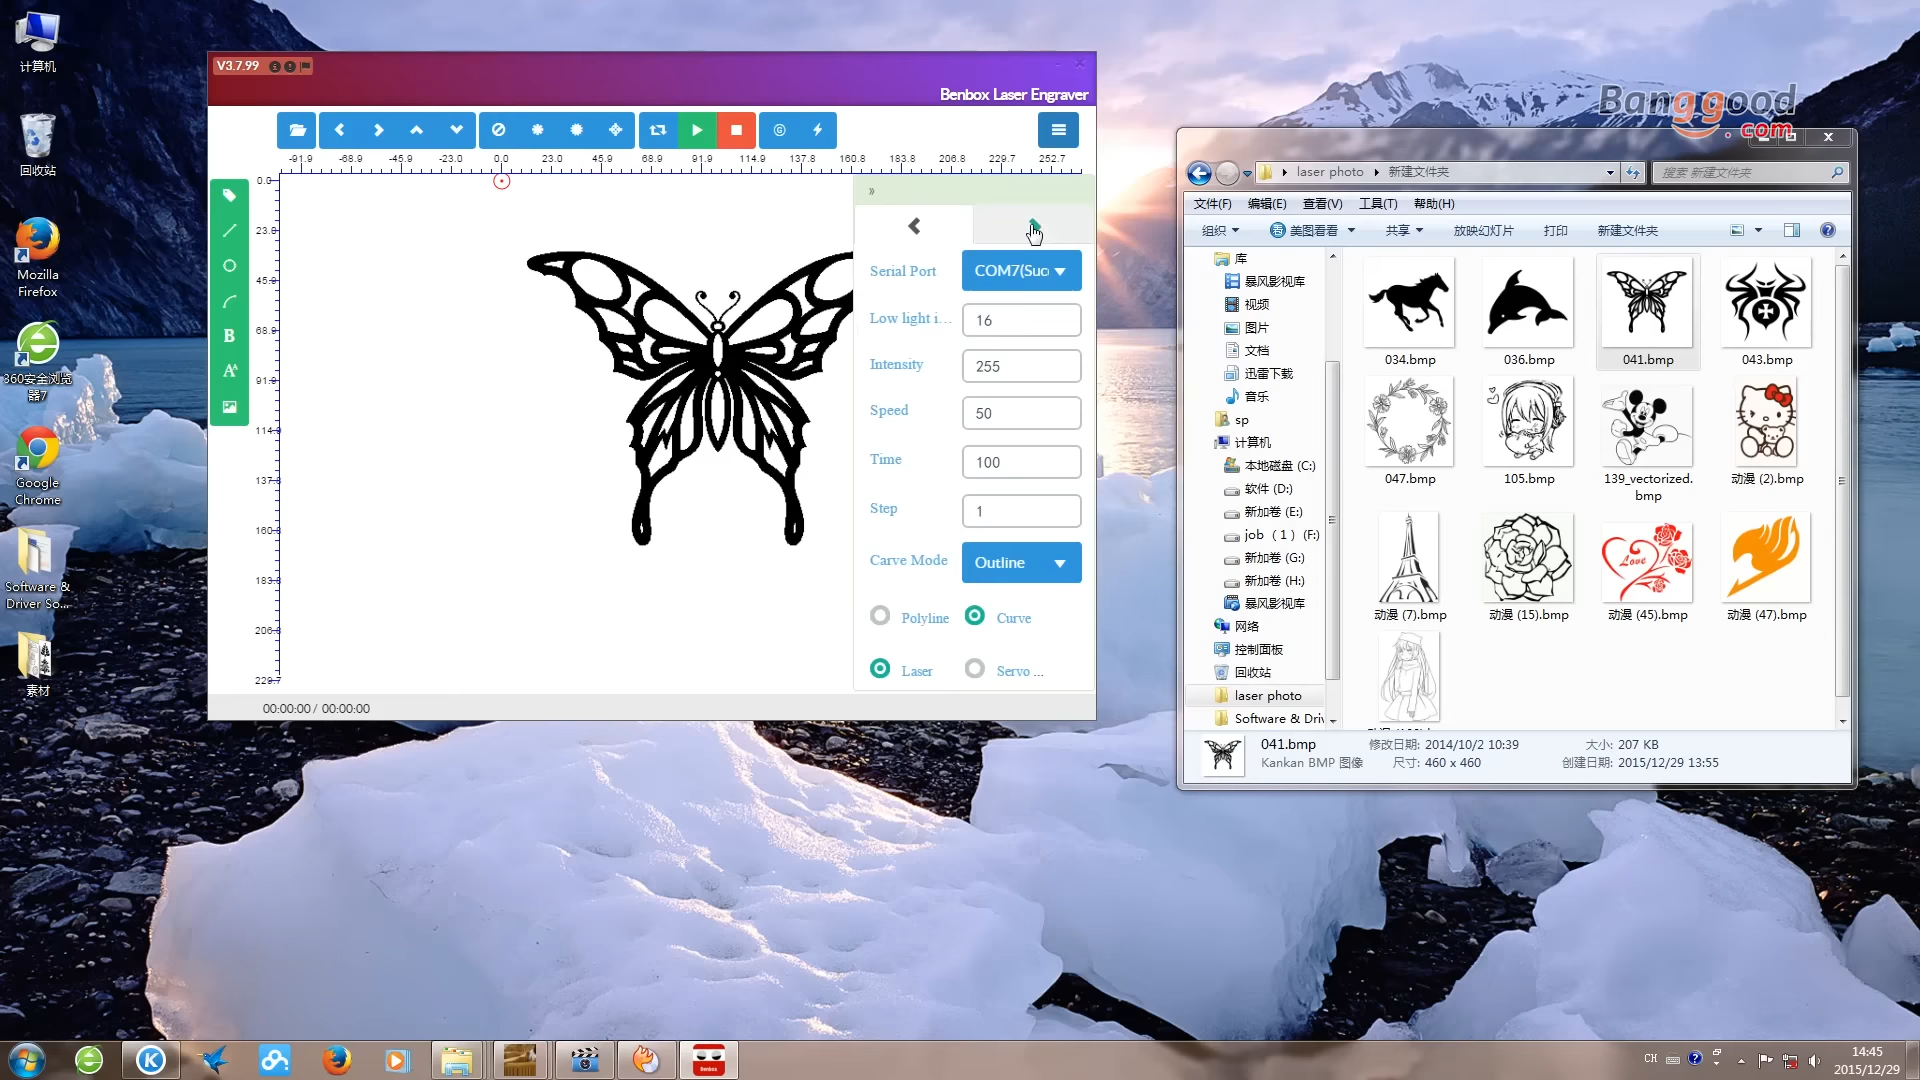 计算机
回收站
Mozilla
Firefox
360安全浏览
器7
Google
Chrome
Software &
Driver So...
素材
V3.7.99
Benbox Laser Engraver
-91.9 -68.9 -45.9 -23.0 0.0 23.0 45.9 68.9 91.9 114.9 137.8 160.8 183.8 206.8 229.7 252.7
0.0
23.0
45.9
68.9
91.9
114.9
137.8
160.8
183.8
206.8
229.7
B
A
»
Serial Port COM7(Suc
Low light i... 16
Intensity 255
Speed 50
Time 100
Step 1
Carve Mode Outline
Polyline Curve
Laser Servo ...
00:00:00 / 00:00:00
Banggood
.com
laser photo 新建文件夹
搜索 新建文件夹
文件(F) 编辑(E) 查看(V) 工具(T) 帮助(H)
组织 美图看看 共享 放映幻灯片 打印 新建文件夹
库
暴风影视库
视频
图片
文档
迅雷下载
音乐
sp
计算机
本地磁盘 (C:)
软件 (D:)
新加卷 (E:)
job （1）(F:)
新加卷 (G:)
新加卷 (H:)
暴风影视库
网络
控制面板
回收站
laser photo
Software & Driv
034.bmp 036.bmp 041.bmp 043.bmp
047.bmp 105.bmp 139_vectorized.
bmp 动漫 (2).bmp
Love
动漫 (7).bmp 动漫 (15).bmp 动漫 (45).bmp 动漫 (47).bmp
041.bmp 修改日期: 2014/10/2 10:39 大小: 207 KB
Kankan BMP 图像 尺寸: 460 x 460 创建日期: 2015/12/29 13:55
Benbox
CH
14:45
2015/12/29